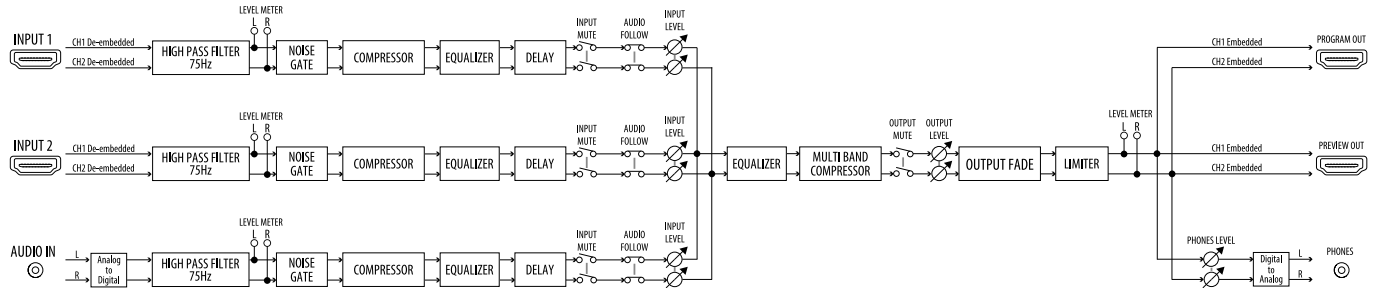 LEVEL METER
L R
INPUT 1
CH1 De-embedded
CH2 De-embedded
HIGH PASS FILTER
75Hz
NOISE
GATE
COMPRESSOR
EQUALIZER
DELAY
INPUT
MUTE
AUDIO
FOLLOW
INPUT
LEVEL
LEVEL METER
L R
INPUT 2
CH1 De-embedded
CH2 De-embedded
HIGH PASS FILTER
75Hz
NOISE
GATE
COMPRESSOR
EQUALIZER
DELAY
INPUT
MUTE
AUDIO
FOLLOW
INPUT
LEVEL
LEVEL METER
L R
AUDIO IN
L
R
Analog
to
Digital
HIGH PASS FILTER
75Hz
NOISE
GATE
COMPRESSOR
EQUALIZER
DELAY
INPUT
MUTE
AUDIO
FOLLOW
INPUT
LEVEL
EQUALIZER
MULTI BAND
COMPRESSOR
OUTPUT
MUTE
OUTPUT
LEVEL
OUTPUT FADE
LIMITER
LEVEL METER
L R
CH1 Embedded
CH2 Embedded
PROGRAM OUT
CH1 Embedded
CH2 Embedded
PREVIEW OUT
PHONES LEVEL
Digital
to
Analog
L
R
PHONES